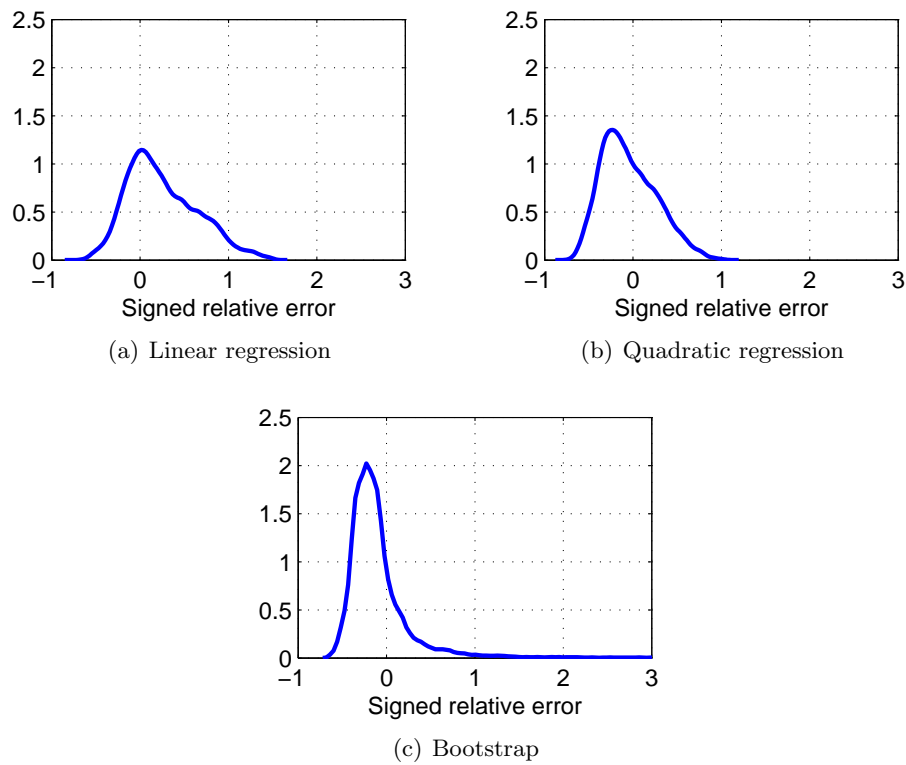 2.5
2
1.5
1
0.5
0
−1 0 1 2 3
Signed relative error
(a) Linear regression
2.5
2
1.5
1
0.5
0
−1 0 1 2 3
Signed relative error
(b) Quadratic regression
2.5
2
1.5
1
0.5
0
−1 0 1 2 3
Signed relative error
(c) Bootstrap